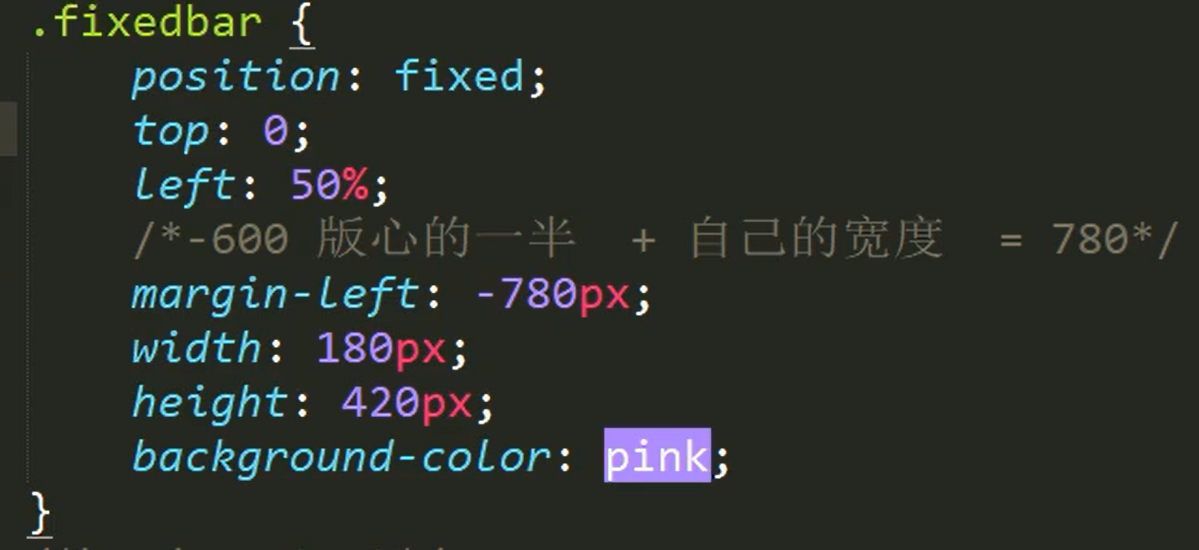 .fixedbar {
position: fixed;
top: 0;
left: 50%;
/*-600 版心的一半 + 自己的宽度 = 780*/
margin-left: -780px;
width: 180px;
height: 420px;
background-color: pink;
}